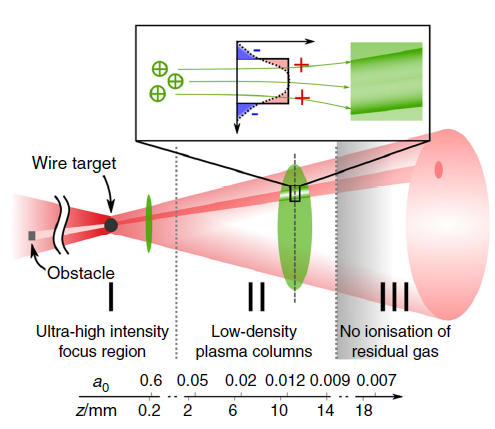 -
+
⊕
⊕
⊕
+
-
Wire target
Obstacle
I
II
III
Ultra-high intensity
focus region
Low-density
plasma columns
No ionisation of
residual gas
a0 0.6 0.05 0.02 0.012 0.009 0.007
z/mm 0.2 2 6 10 14 18